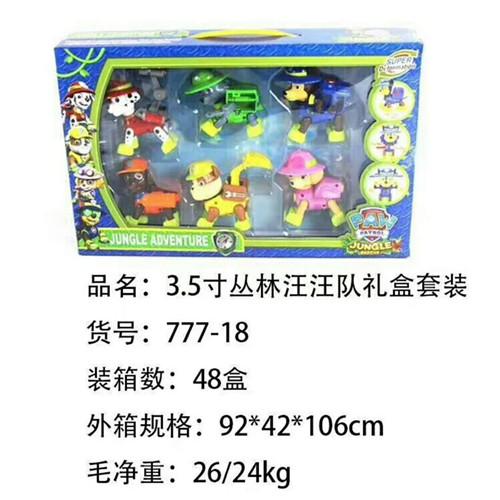 SUPER
JUNGLE ADVENTURE
PAW
PATROL
JUNGLE
品名：3.5寸丛林汪汪队礼盒套装
货号：777-18
装箱数：48盒
外箱规格：92*42*106cm
毛净重：26/24kg